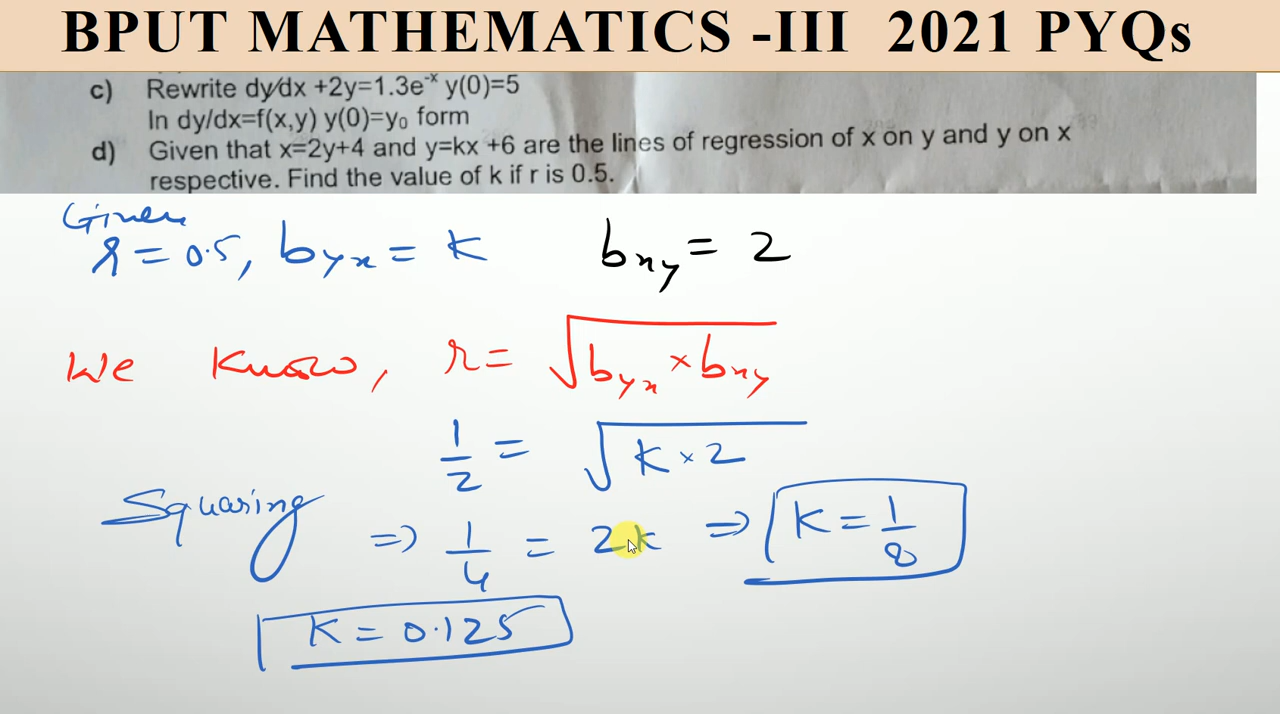 BPUT MATHEMATICS -III 2021 PYQs
c) Rewrite dy/dx +2y=1.3e⁻ˣ y(0)=5
In dy/dx=f(x,y) y(0)=y₀ form
d) Given that x=2y+4 and y=kx +6 are the lines of regression of x on y and y on x
respective. Find the value of k if r is 0.5.
Given
r = 0.5, byx = K bxy = 2
We Know, r = √byx × bxy
1/2 = √K × 2
Squaring
⇒ 1/4 = 2k ⇒ K = 1/8
K = 0.125